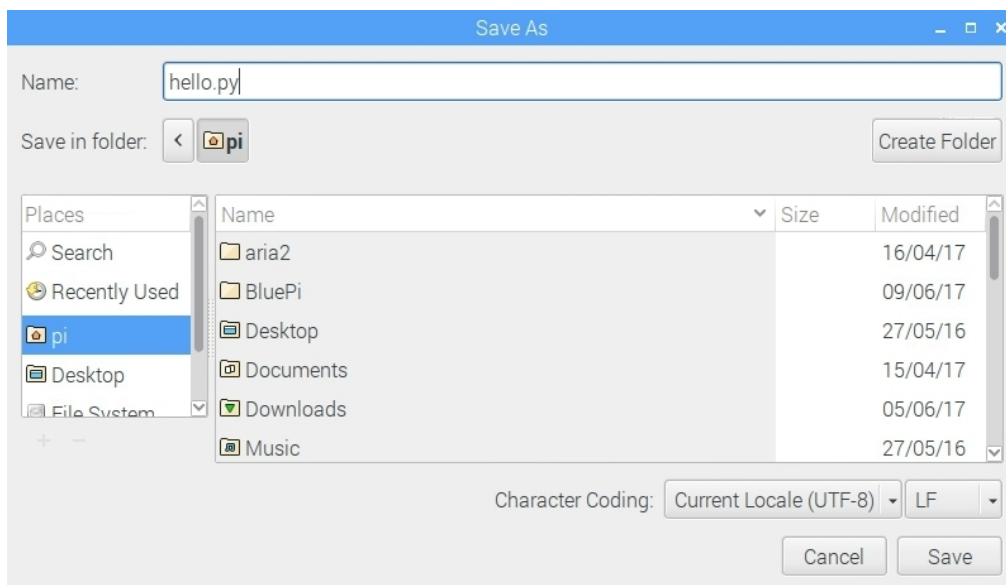 Save As
Name: hello.py
Save in folder: < pi Create Folder
Places
Search
Recently Used
pi
Desktop
File System
Name Size Modified
aria2 16/04/17
BluePi 09/06/17
Desktop 27/05/16
Documents 15/04/17
Downloads 05/06/17
Music 27/05/16
Character Coding: Current Locale (UTF-8) LF
Cancel Save